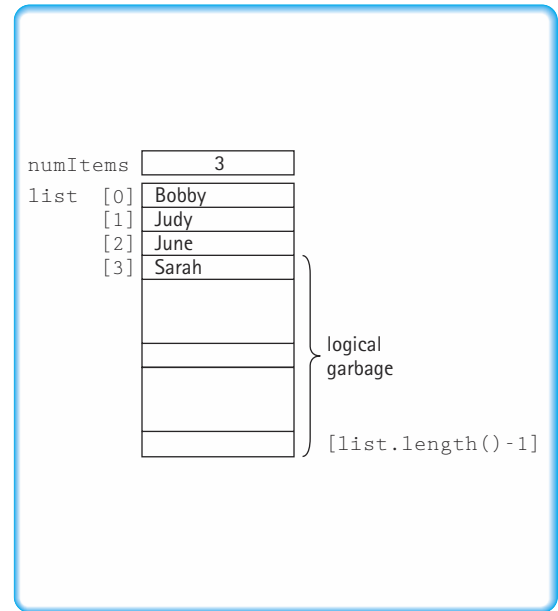 numItems 3
list [0] Bobby
[1] Judy
[2] June
[3] Sarah
logical
garbage
[list.length()-1]